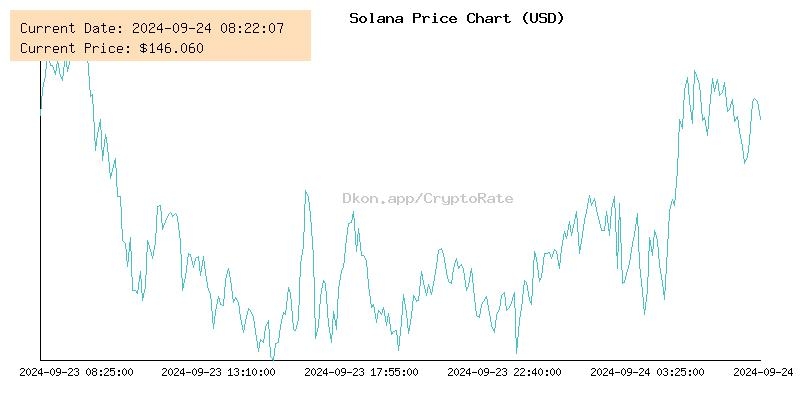 Solana Price Chart (USD)
Current Date: 2024-09-24 08:22:07
Current Price: $146.060
Dkon.app/CryptoRate
2024-09-23 08:25:00
2024-09-23 13:10:00
2024-09-23 17:55:00
2024-09-23 22:40:00
2024-09-24 03:25:00
2024-09-24